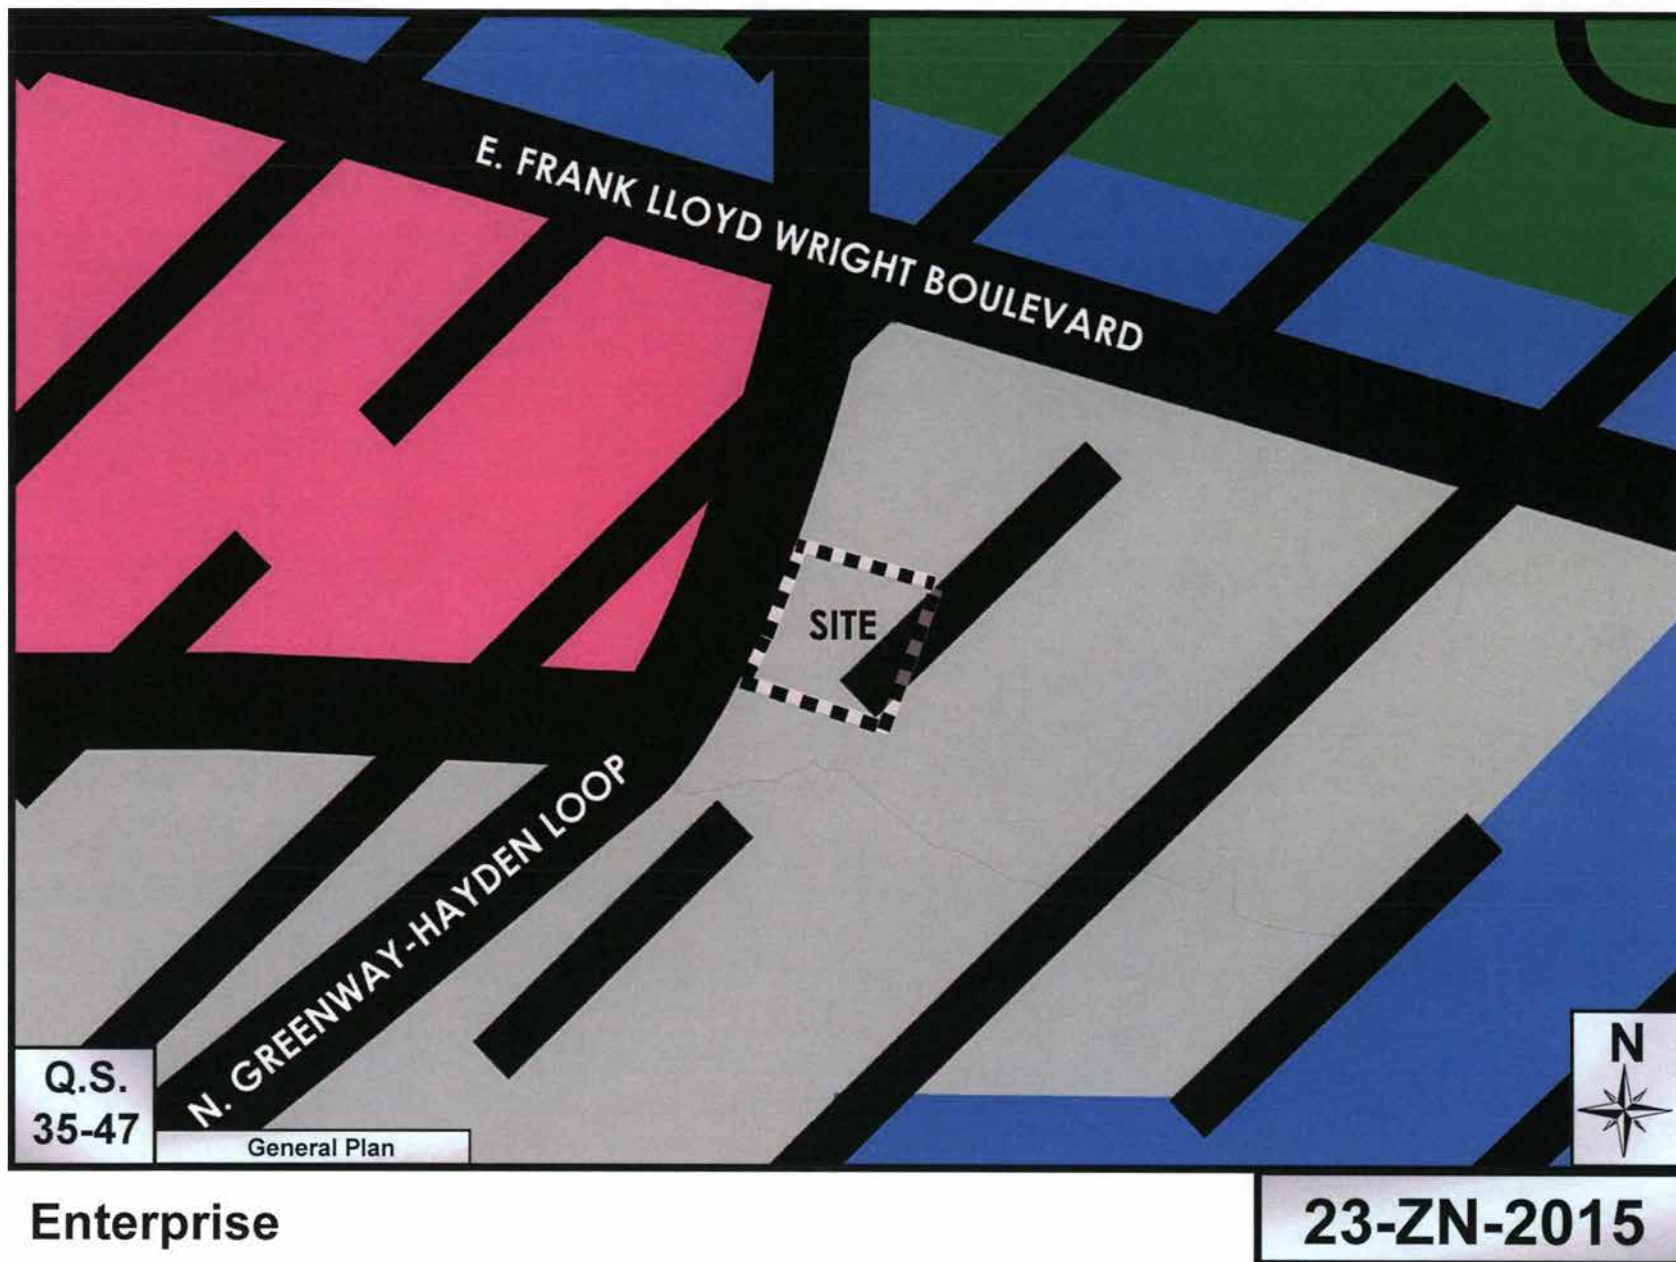 E. FRANK LLOYD WRIGHT BOULEVARD
SITE
N. GREENWAY-HAYDEN LOOP
Q.S.
35-47
General Plan
N
Enterprise
23-ZN-2015